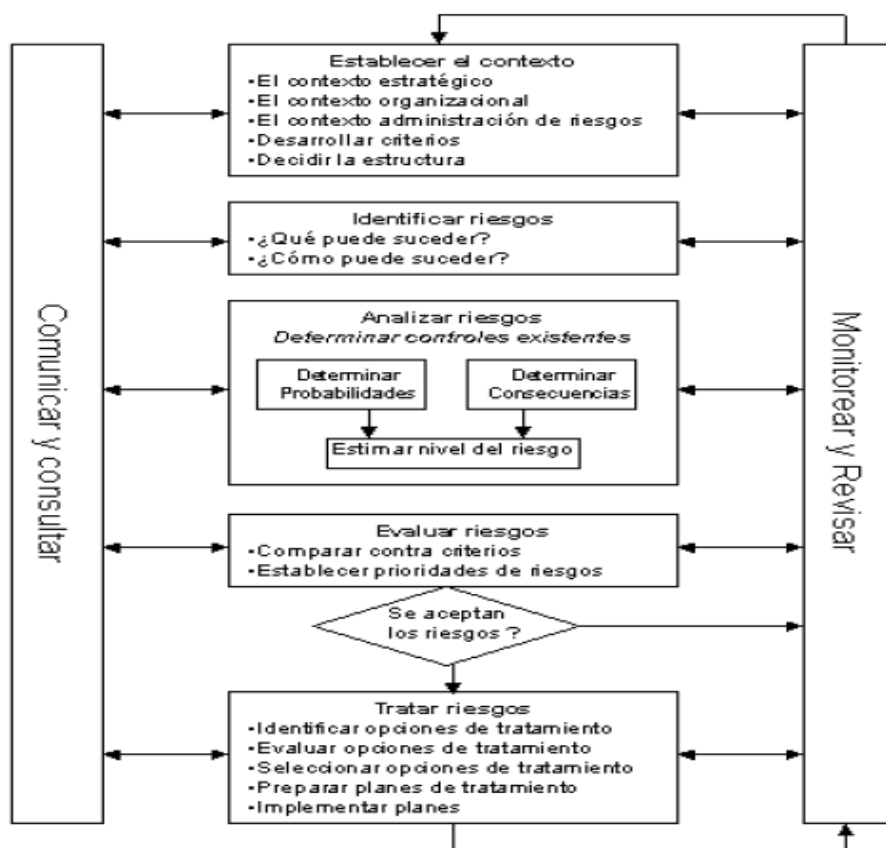 Establecer el contexto
•El contexto estratégico
•El contexto organizacional
•El contexto administración de riesgos
•Desarrollar criterios
•Decidir la estructura
Identificar riesgos
•¿Qué puede suceder?
•¿Cómo puede suceder?
Analizar riesgos
Determinar controles existentes
Determinar
Probabilidades
Determinar
Consecuencias
Estimar nivel del riesgo
Evaluar riesgos
•Comparar contra criterios
•Establecer prioridades de riesgos
Se aceptan
los riesgos ?
Tratar riesgos
•Identificar opciones de tratamiento
•Evaluar opciones de tratamiento
•Seleccionar opciones de tratamiento
•Preparar planes de tratamiento
•Implementar planes
Comunicar y consultar
Monitorear y Revisar